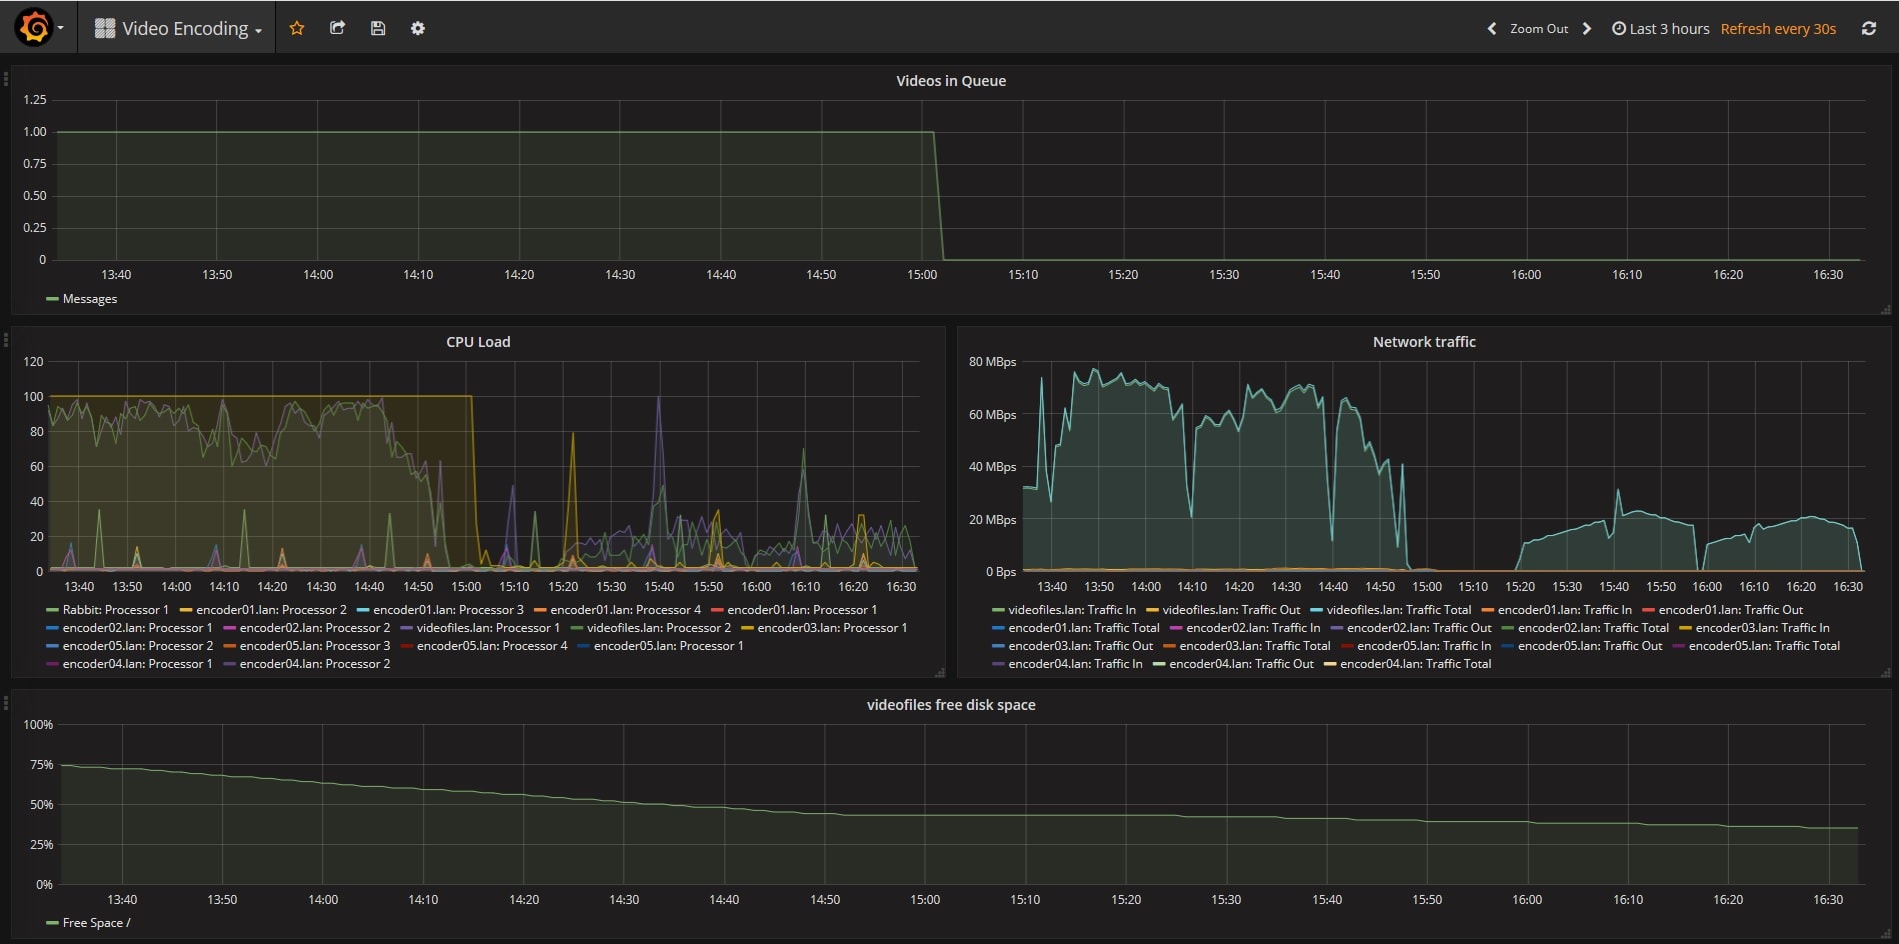 Video Encoding
Zoom Out
Last 3 hours
Refresh every 30s
Videos in Queue
1.25
1.00
0.75
0.50
0.25
0
13:40 13:50 14:00 14:10 14:20 14:30 14:40 14:50 15:00 15:10 15:20 15:30 15:40 15:50 16:00 16:10 16:20 16:30
Messages
CPU Load
120
100
80
60
40
20
0
13:40 13:50 14:00 14:10 14:20 14:30 14:40 14:50 15:00 15:10 15:20 15:30 15:40 15:50 16:00 16:10 16:20 16:30
Rabbit: Processor 1 encoder01.lan: Processor 2 encoder01.lan: Processor 3 encoder01.lan: Processor 4 encoder01.lan: Processor 1
encoder02.lan: Processor 1 encoder02.lan: Processor 2 videofiles.lan: Processor 1 videofiles.lan: Processor 2 encoder03.lan: Processor 1
encoder05.lan: Processor 2 encoder05.lan: Processor 3 encoder05.lan: Processor 4 encoder05.lan: Processor 1
encoder04.lan: Processor 1 encoder04.lan: Processor 2
Network traffic
80 MBps
60 MBps
40 MBps
20 MBps
0 Bps
13:40 13:50 14:00 14:10 14:20 14:30 14:40 14:50 15:00 15:10 15:20 15:30 15:40 15:50 16:00 16:10 16:20 16:30
videofiles.lan: Traffic In videofiles.lan: Traffic Out videofiles.lan: Traffic Total encoder01.lan: Traffic In encoder01.lan: Traffic Out
encoder01.lan: Traffic Total encoder02.lan: Traffic In encoder02.lan: Traffic Out encoder02.lan: Traffic Total encoder03.lan: Traffic In
encoder03.lan: Traffic Out encoder03.lan: Traffic Total encoder05.lan: Traffic In encoder05.lan: Traffic Out encoder05.lan: Traffic Total
encoder04.lan: Traffic In encoder04.lan: Traffic Out encoder04.lan: Traffic Total
videofiles free disk space
100%
75%
50%
25%
0%
13:40 13:50 14:00 14:10 14:20 14:30 14:40 14:50 15:00 15:10 15:20 15:30 15:40 15:50 16:00 16:10 16:20 16:30
Free Space /